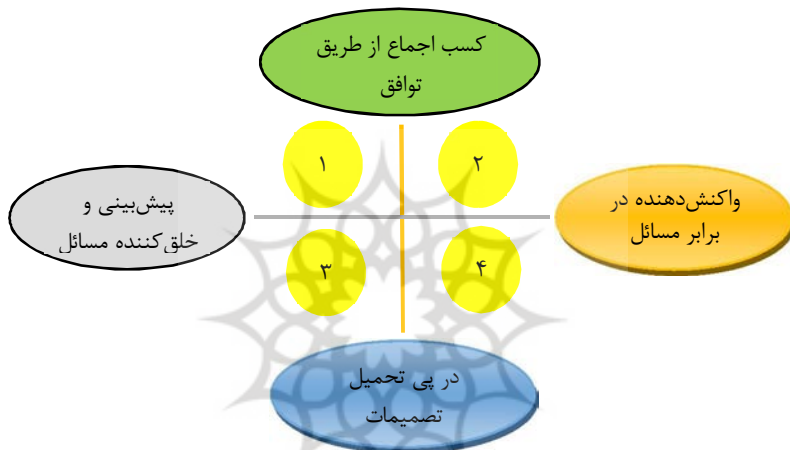 کسب اجماع از طریق
توافق
۱
۲
پیش‌بینی و
خلق‌کننده مسائل
واکنش‌دهنده در
برابر مسائل
۳
۴
در پی تحمیل
تصمیمات